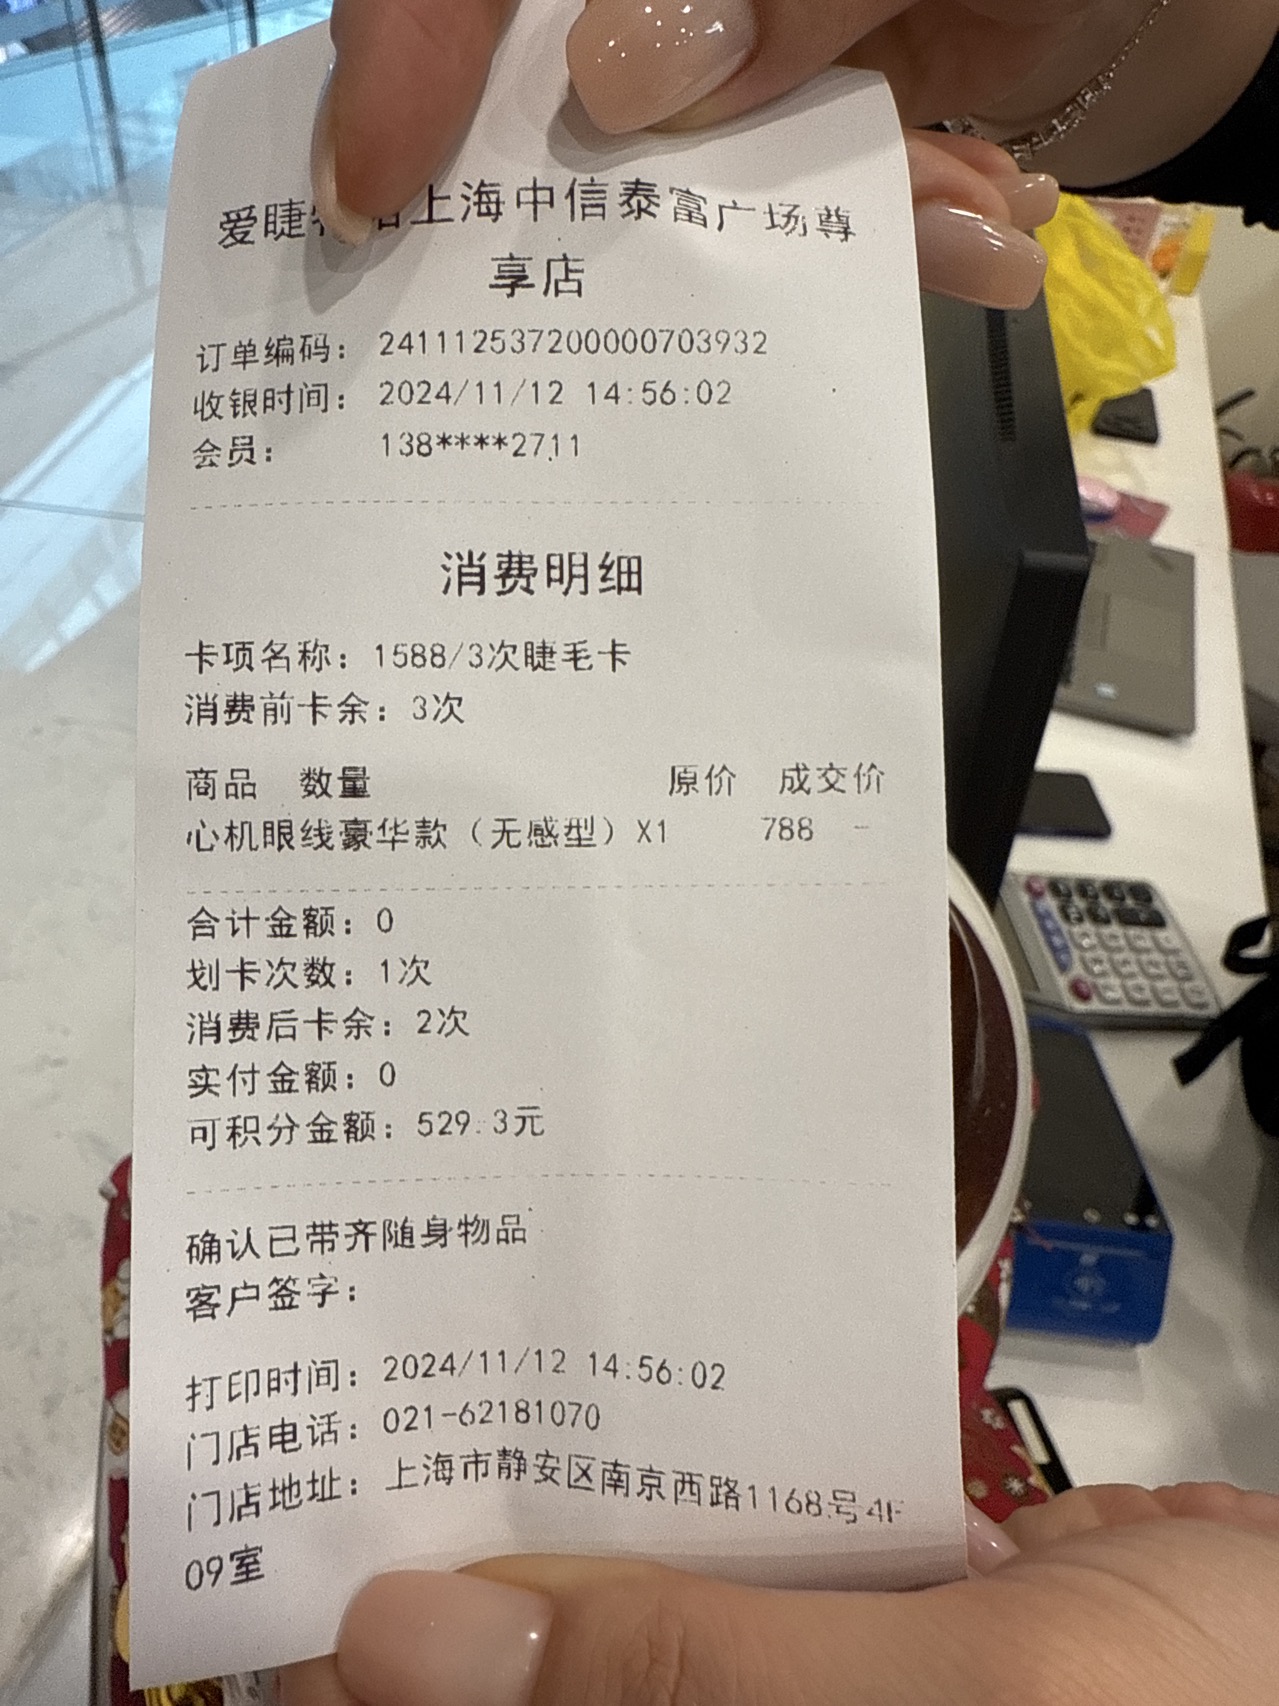 爱睫 上海中信泰富广场尊
享店
订单编码： 241112537200000703932
收银时间： 2024/11/12 14:56:02
会员： 138****2711
消费明细
卡项名称：1588/3次睫毛卡
消费前卡余：3次
商品 数量 原价 成交价
心机眼线豪华款（无感型）X1 788 -
合计金额：0
划卡次数：1次
消费后卡余：2次
实付金额：0
可积分金额：529.3元
确认已带齐随身物品
客户签字：
打印时间：2024/11/12 14:56:02
门店电话：021-62181070
门店地址：上海市静安区南京西路1168号4F
09室